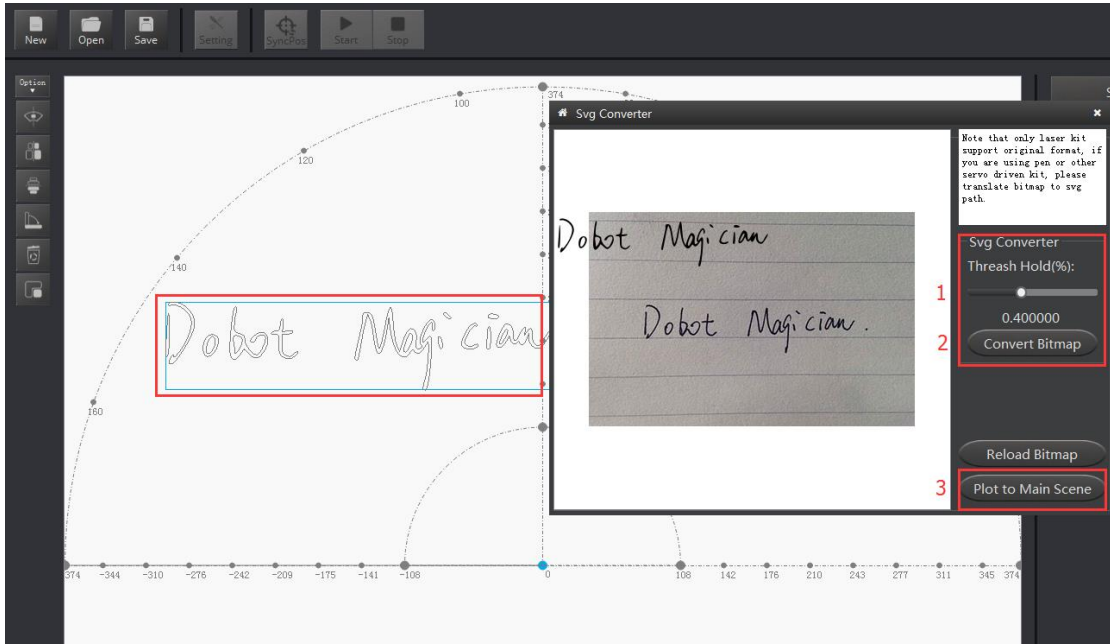 New Open Save Setting SyncPos Start Stop
Option
374
100
120
140
160
374 -344 -310 -276 -242 -209 -175 -141 -108 0 108 142 176 210 243 277 311 345 374
Dobot Magician
Svg Converter
Dobot Magician
Dobot Magician.
Note that only laser kit
support original format, if
you are using pen or other
servo driven kit, please
translate bitmap to svg
path.
Svg Converter
Threash Hold(%):
1
0.400000
2
Convert Bitmap
Reload Bitmap
3
Plot to Main Scene